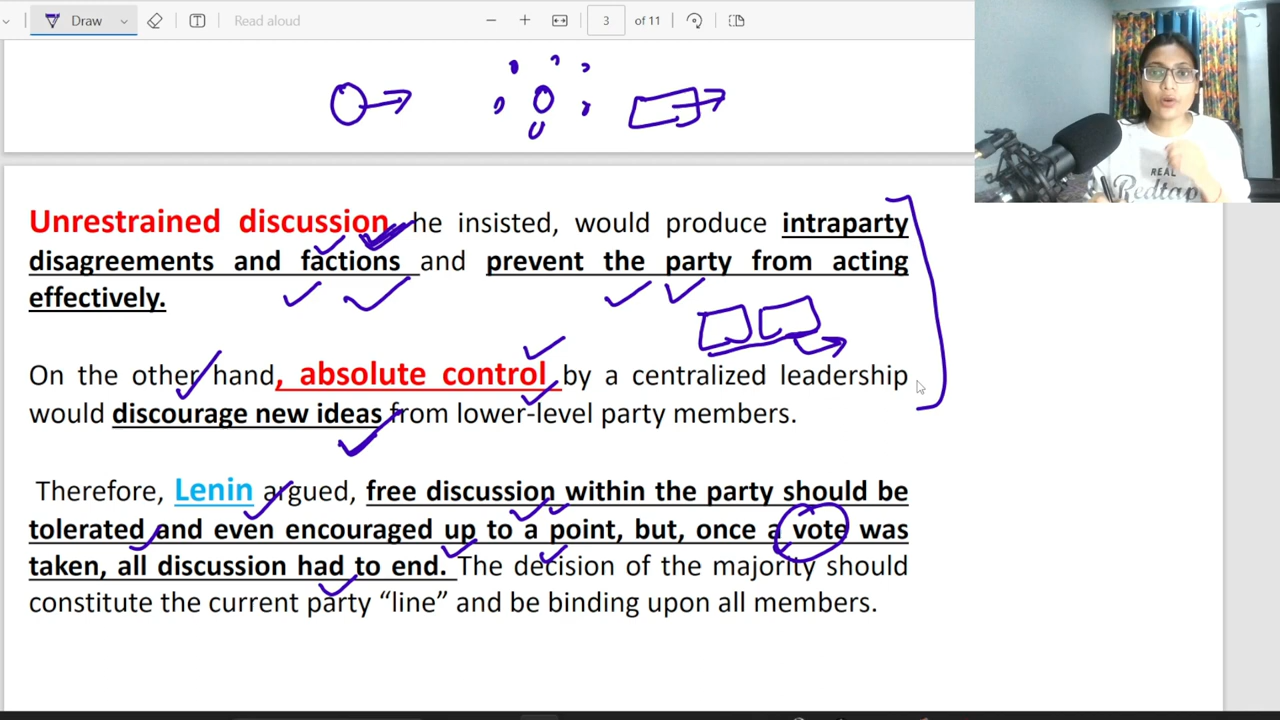 Draw
Read aloud
3 of 11
REAL
Redtap
Unrestrained discussion he insisted, would produce intraparty
disagreements and factions and prevent the party from acting
effectively.
On the other hand, absolute control by a centralized leadership
would discourage new ideas from lower-level party members.
Therefore, Lenin argued, free discussion within the party should be
tolerated and even encouraged up to a point, but, once a vote was
taken, all discussion had to end. The decision of the majority should
constitute the current party “line” and be binding upon all members.